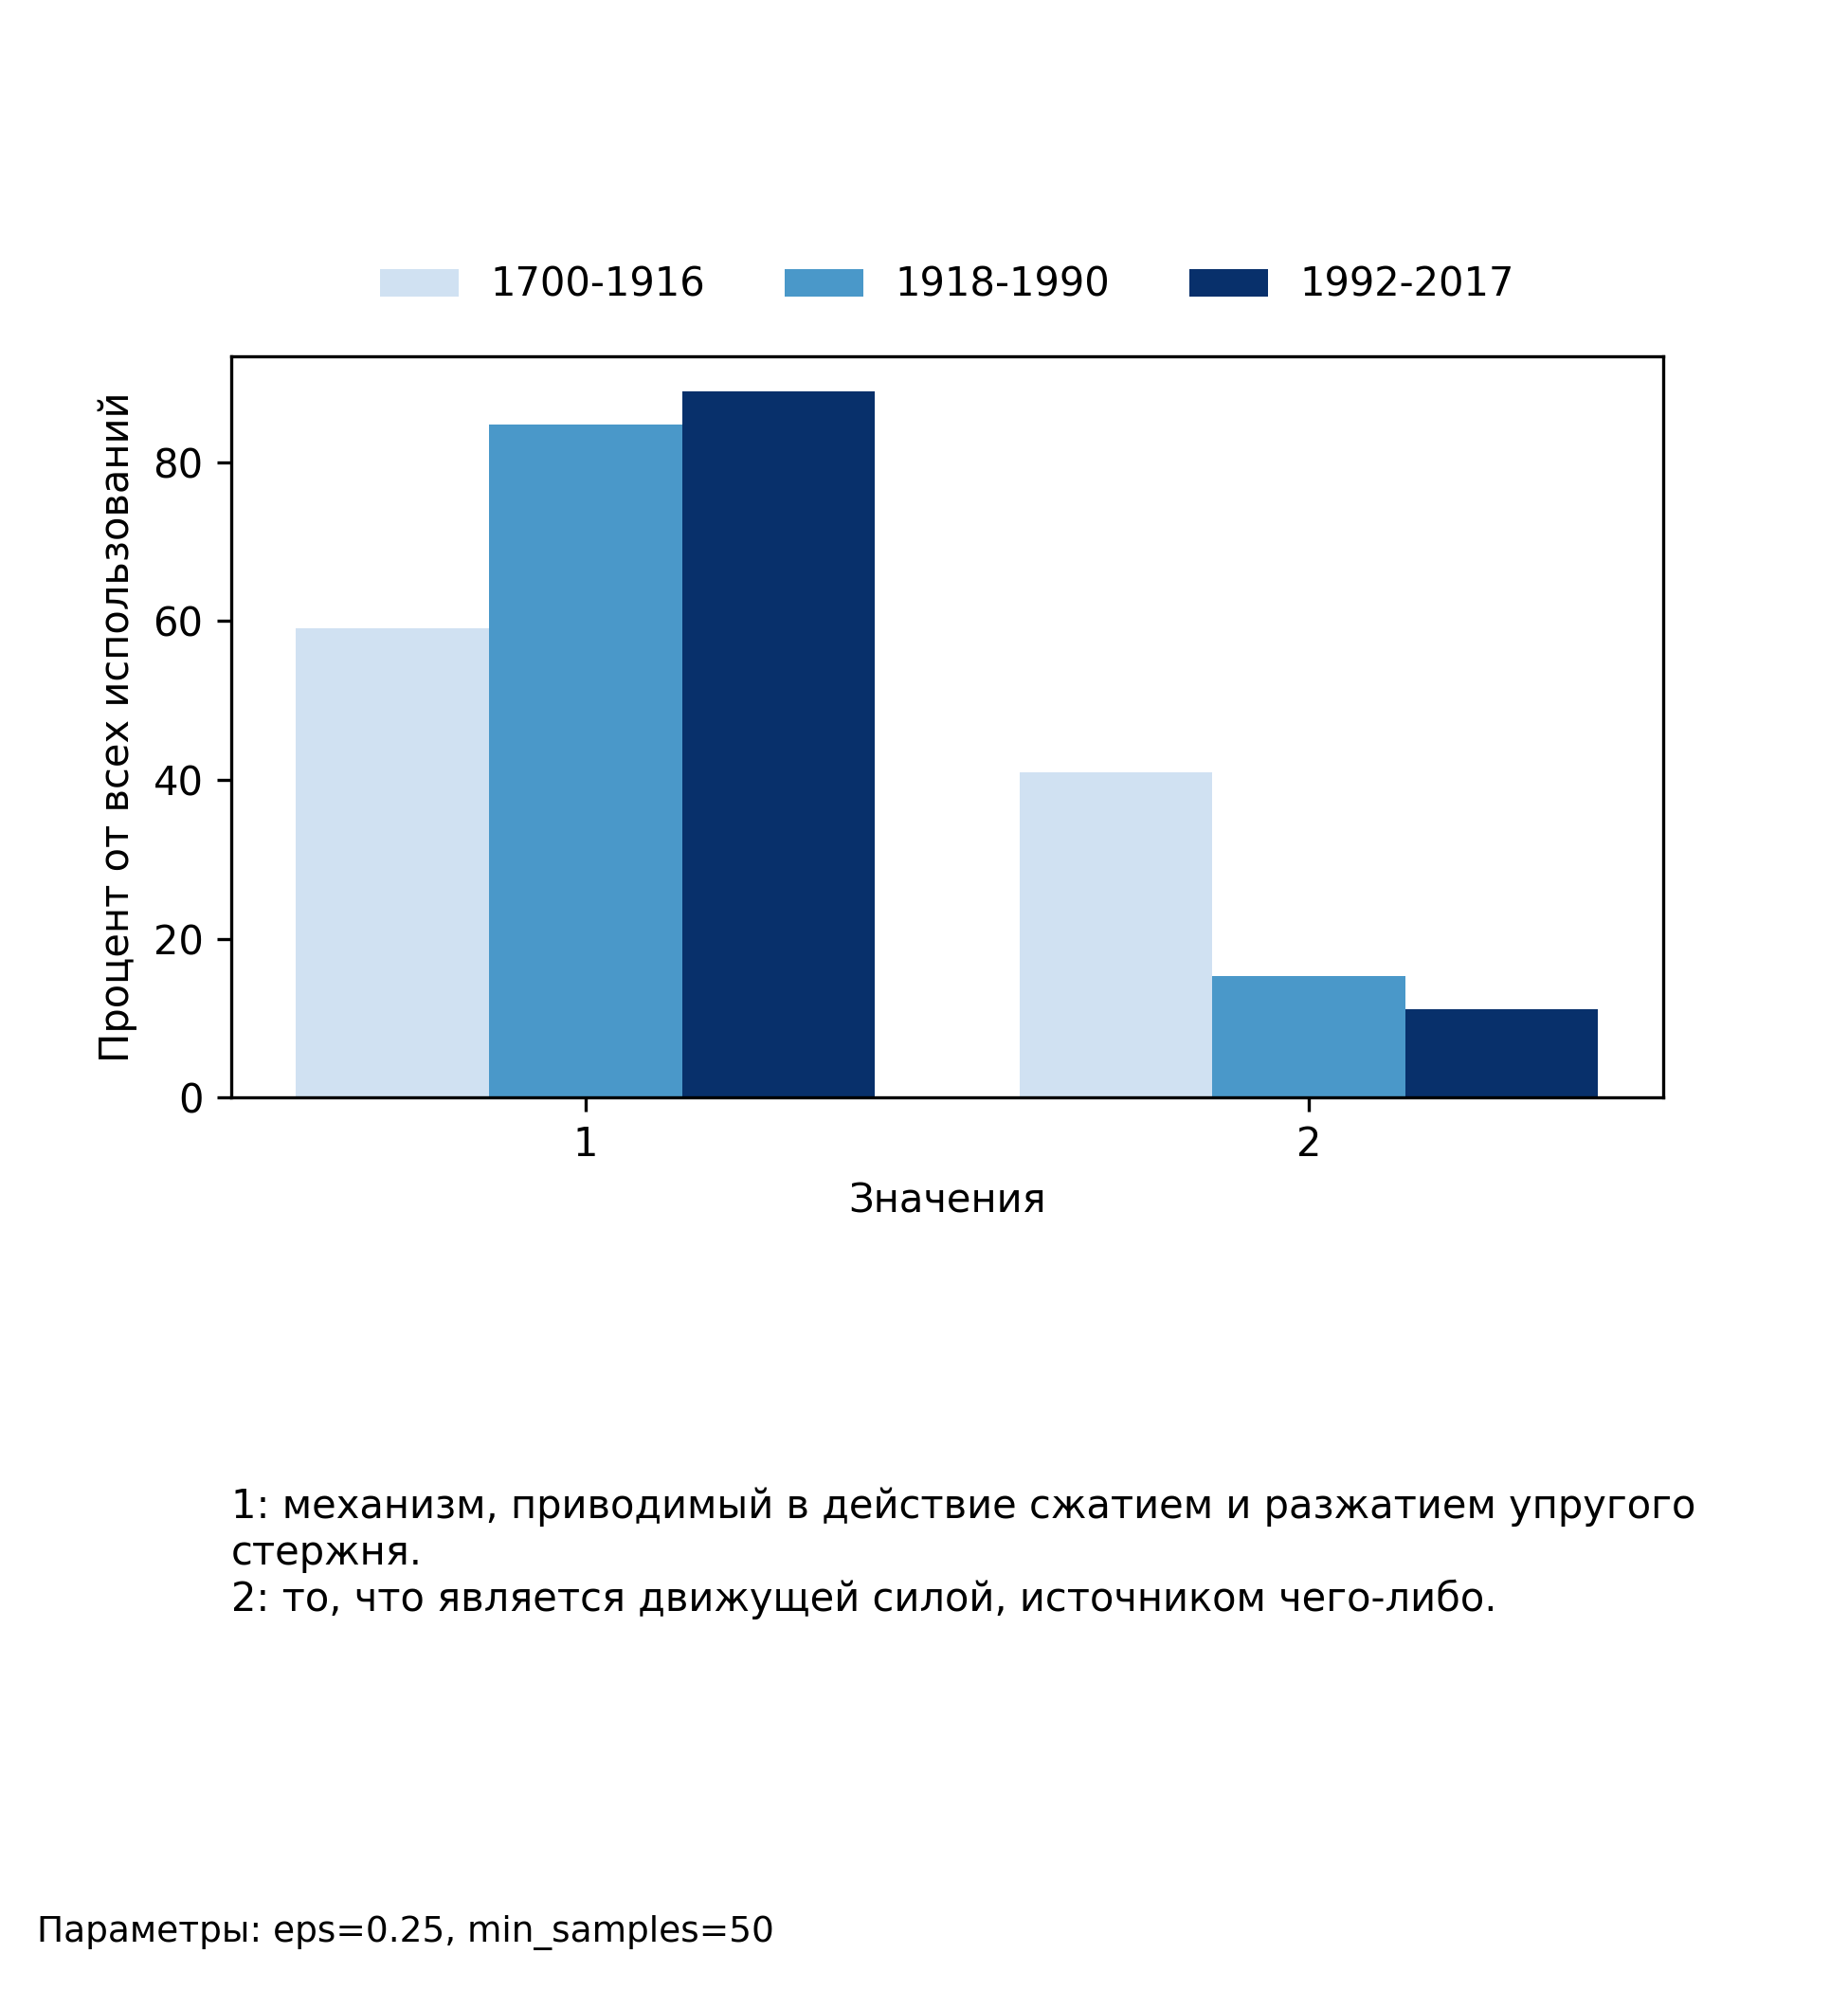 1700-1916 1918-1990 1992-2017
Процент от всех использований
80
60
40
20
0
1 2
Значения
1: механизм, приводимый в действие сжатием и разжатием упругого
стержня.
2: то, что является движущей силой, источником чего-либо.
Параметры: eps=0.25, min_samples=50